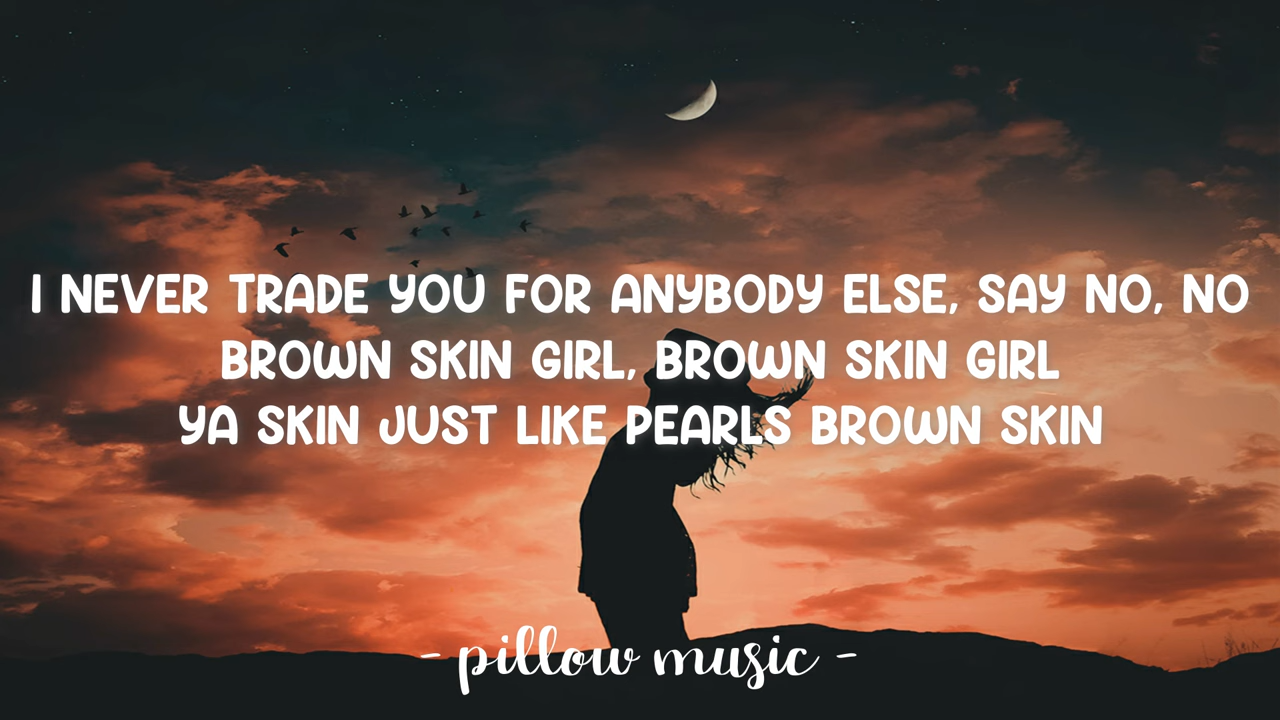 I NEVER TRADE YOU FOR ANYBODY ELSE, SAY NO, NO
BROWN SKIN GIRL, BROWN SKIN GIRL
YA SKIN JUST LIKE PEARLS BROWN SKIN
- pillow music -